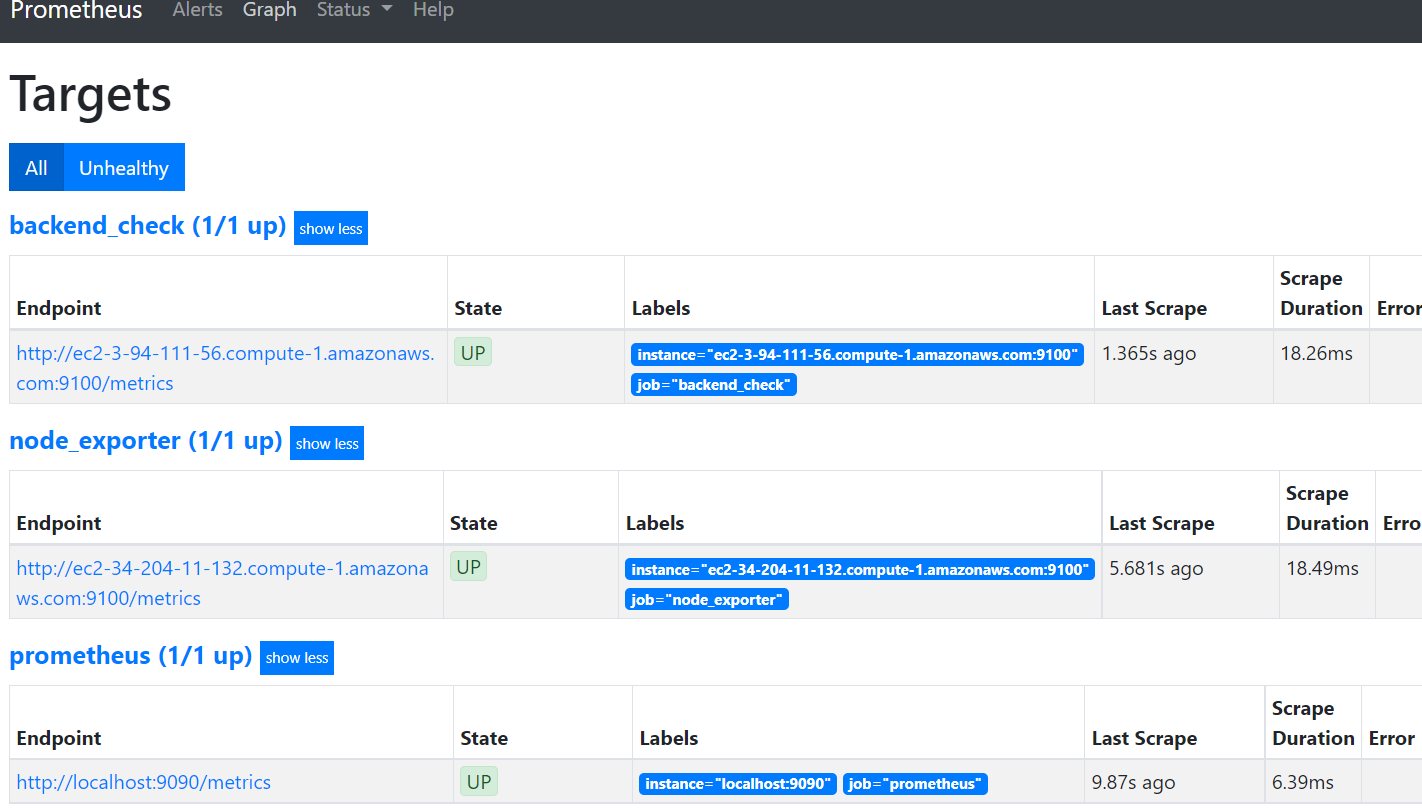 Prometheus Alerts Graph Status Help
Targets
All Unhealthy
backend_check (1/1 up) show less
Scrape
Endpoint State Labels Last Scrape Duration Error
http://ec2-3-94-111-56.compute-1.amazonaws. UP instance="ec2-3-94-111-56.compute-1.amazonaws.com:9100" 1.365s ago 18.26ms
com:9100/metrics job="backend_check"
node_exporter (1/1 up) show less
Scrape
Endpoint State Labels Last Scrape Duration Erro
http://ec2-34-204-11-132.compute-1.amazona UP instance="ec2-34-204-11-132.compute-1.amazonaws.com:9100" 5.681s ago 18.49ms
ws.com:9100/metrics job="node_exporter"
prometheus (1/1 up) show less
Scrape
Endpoint State Labels Last Scrape Duration Error
http://localhost:9090/metrics UP instance="localhost:9090" job="prometheus" 9.87s ago 6.39ms